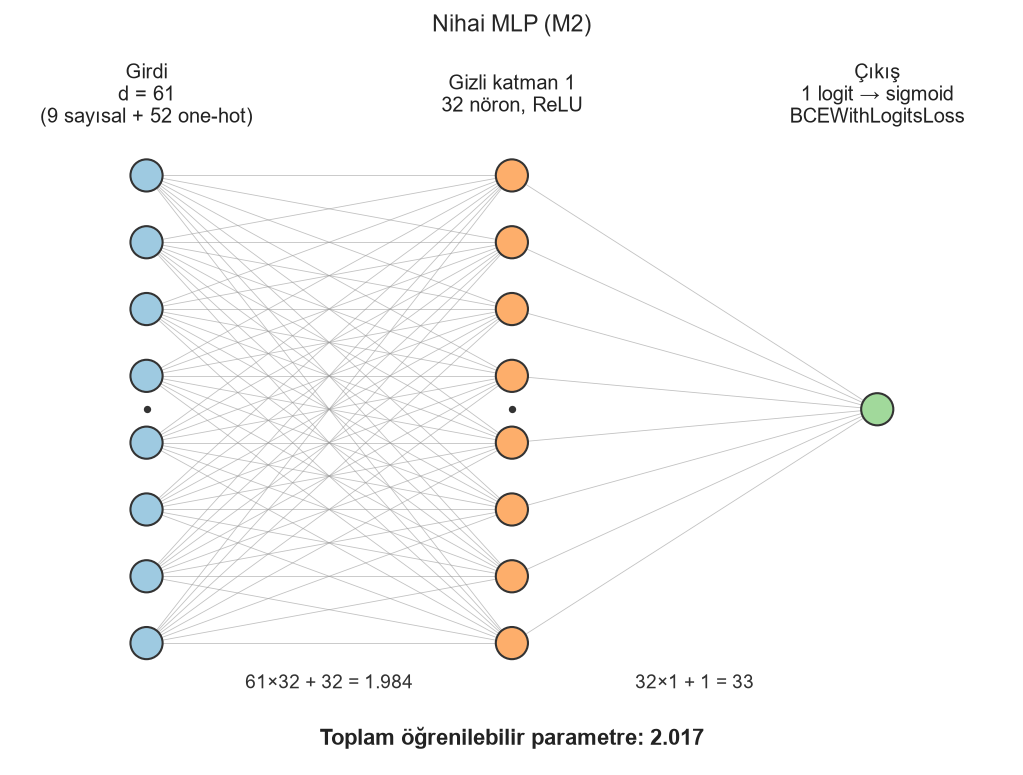 Nihai MLP (M2)
Girdi
d = 61
(9 sayısal + 52 one-hot)
Gizli katman 1
32 nöron, ReLU
Çıkış
1 logit → sigmoid
BCEWithLogitsLoss
61×32 + 32 = 1.984
32×1 + 1 = 33
Toplam öğrenilebilir parametre: 2.017